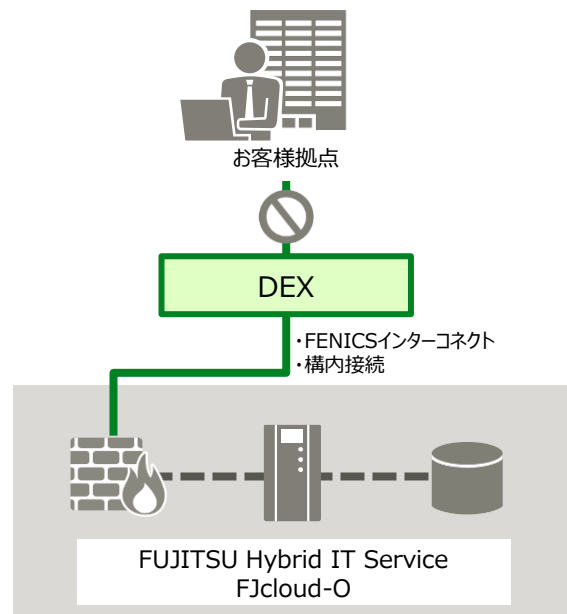 お客様拠点
DEX
・FENICSインターコネクト
・構内接続
FUJITSU Hybrid IT Service
FJcloud-O